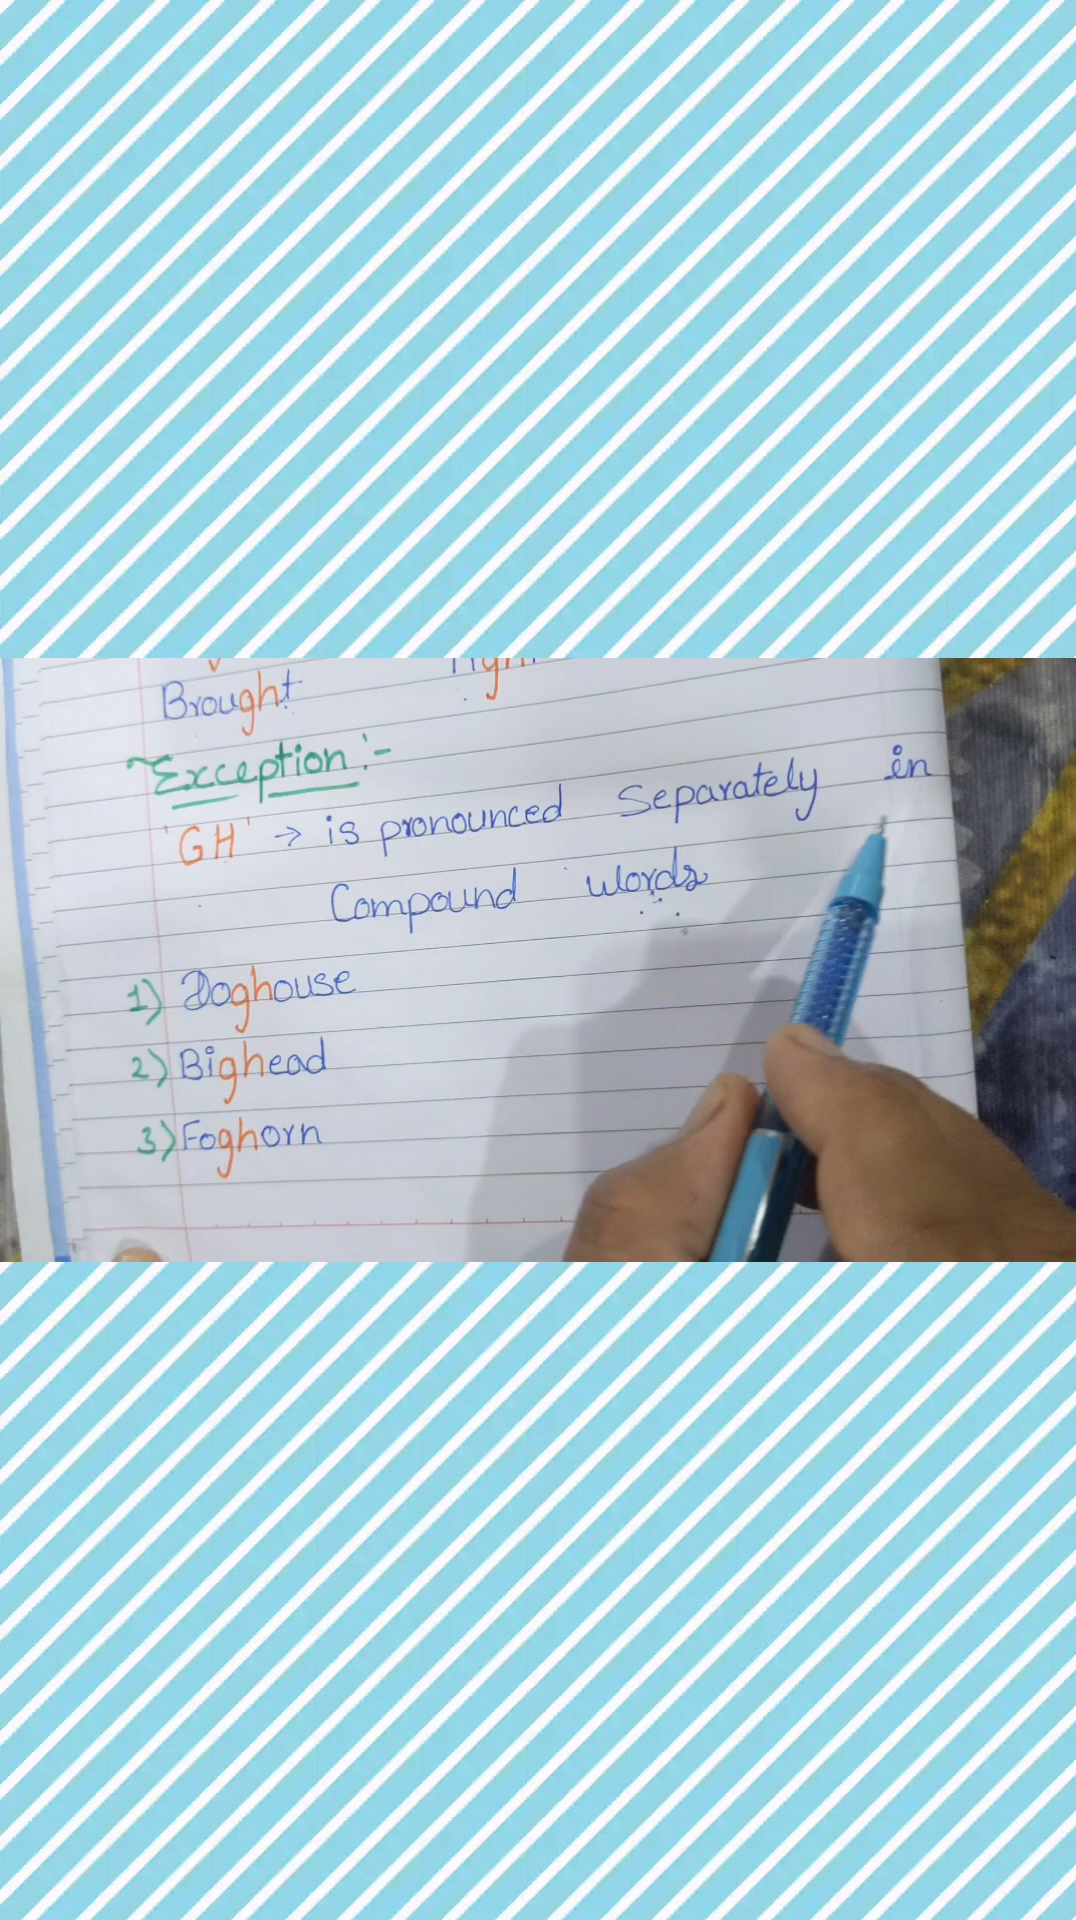 Brought
Exception :-
'GH' → is pronounced Separately in
Compound words
1) Doghouse
2) Bighead
3) Foghorn